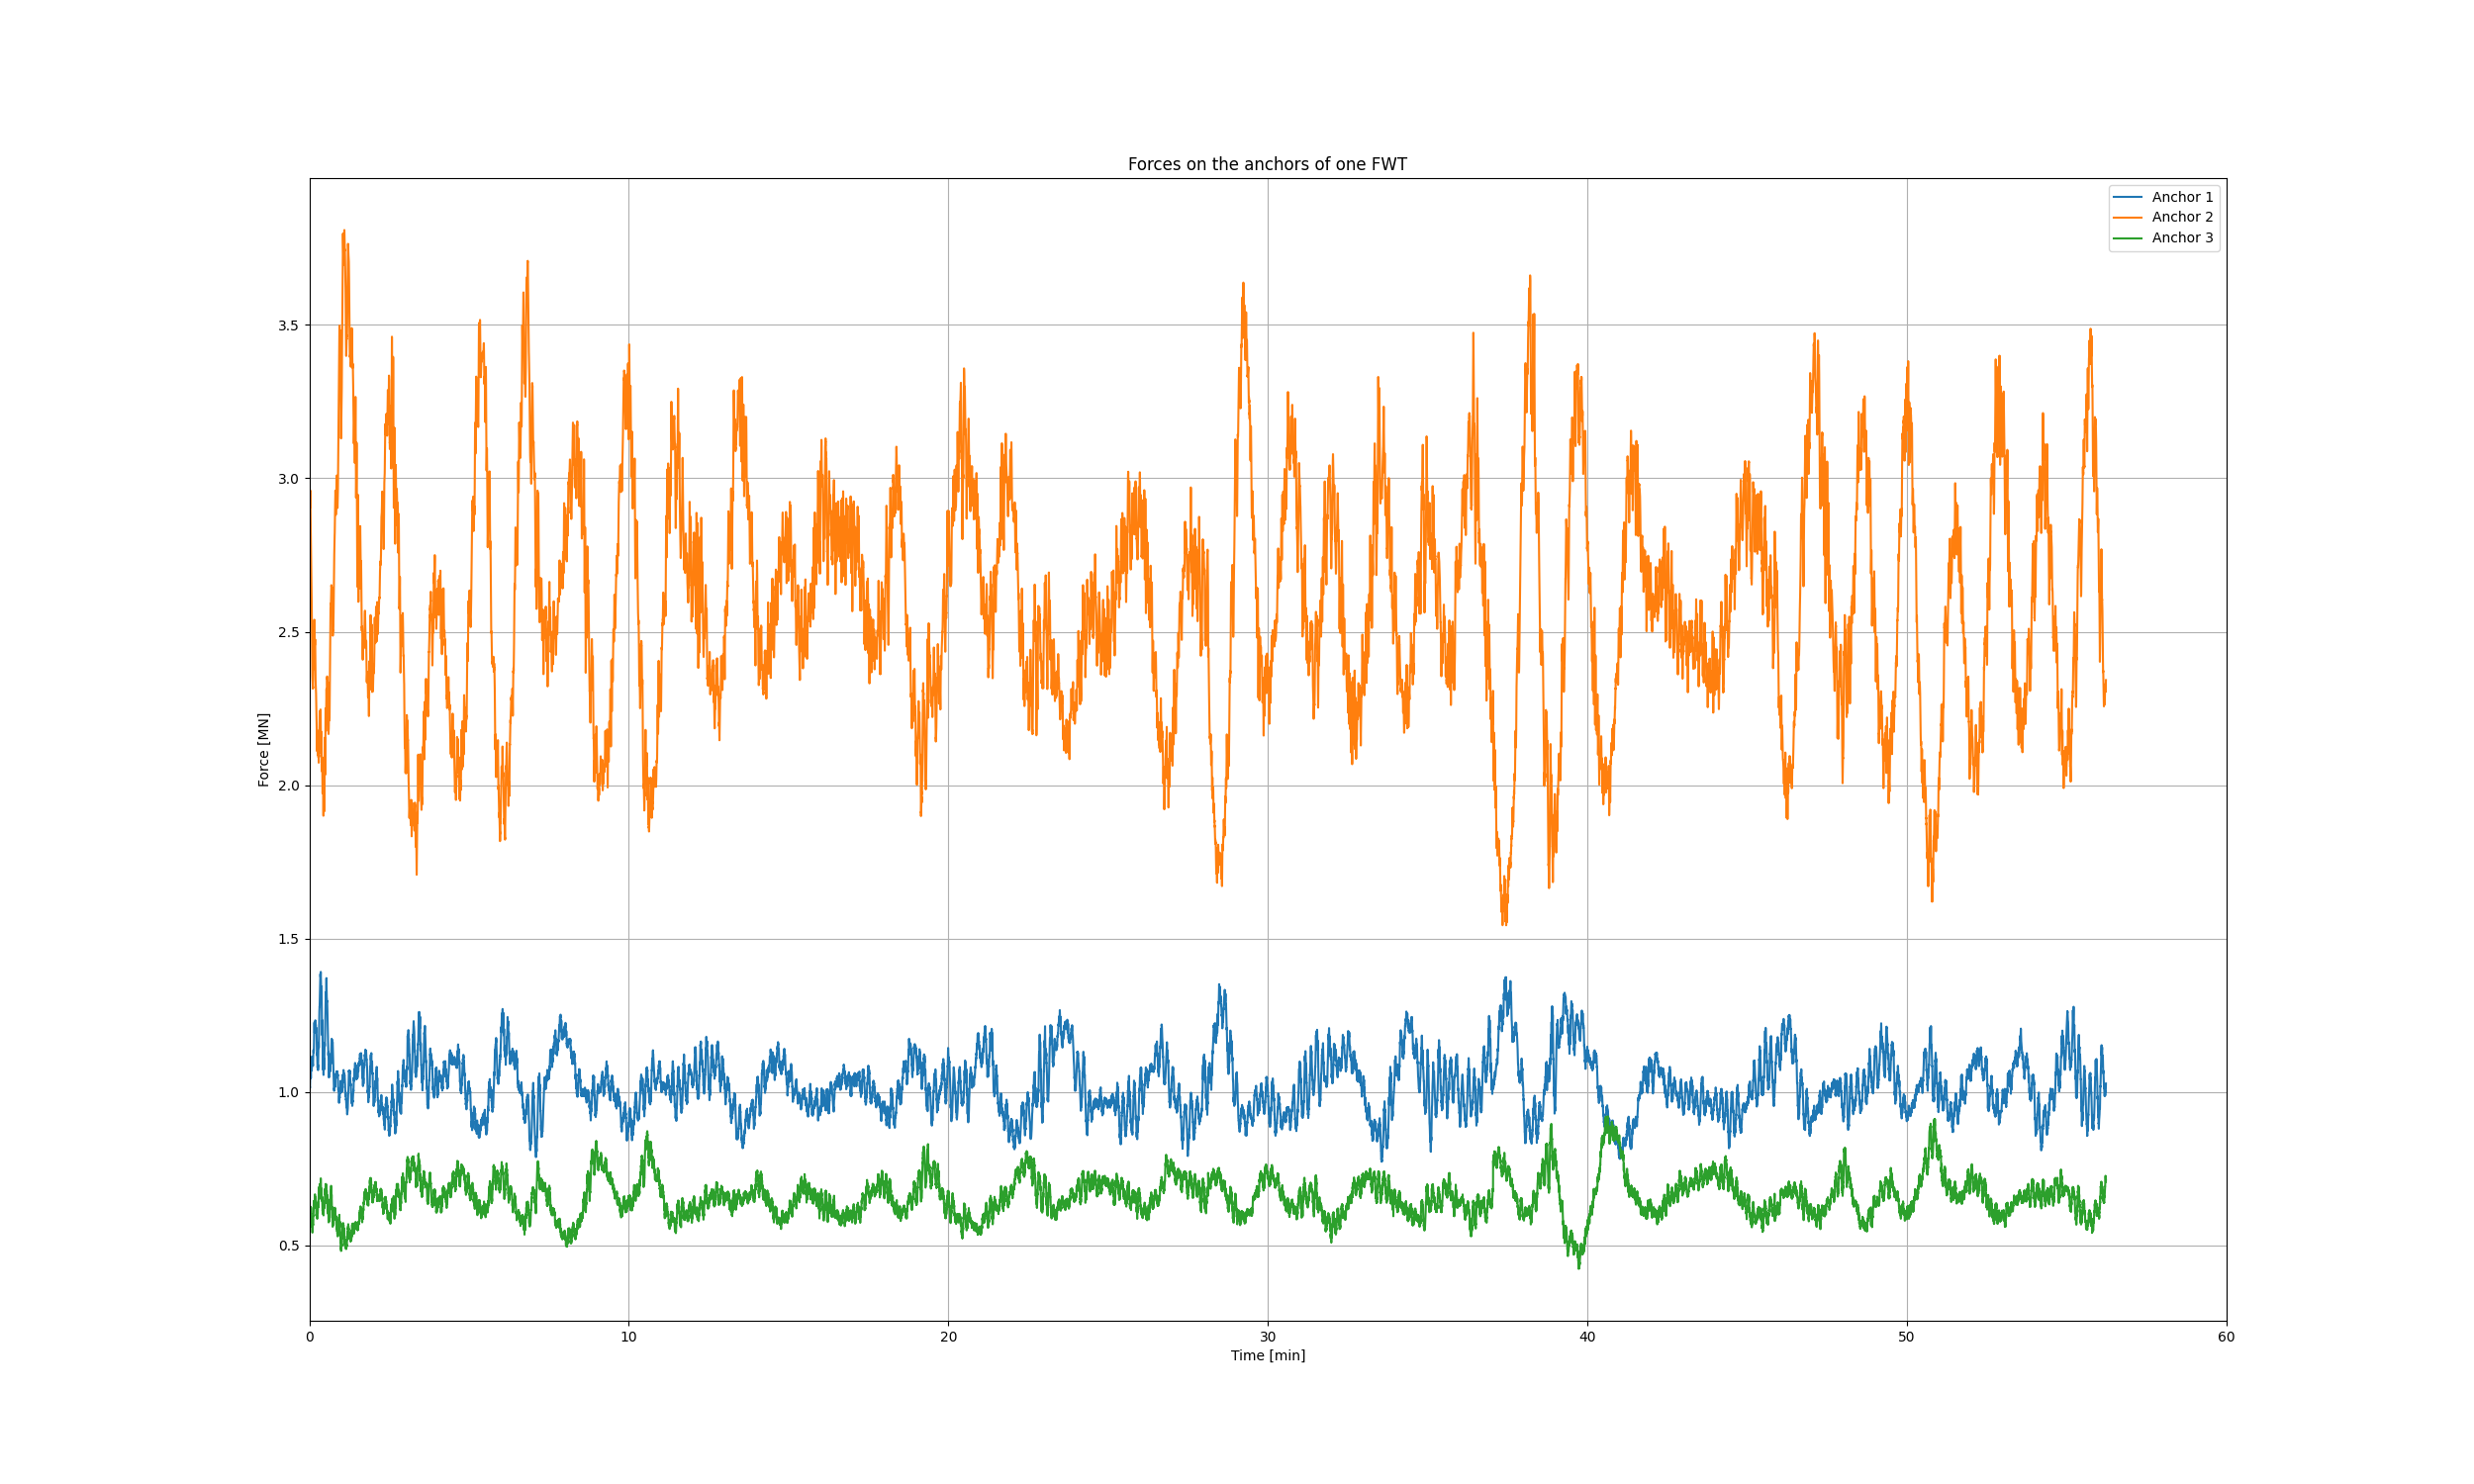 Forces on the anchors of one FWT
Anchor 1
Anchor 2
Anchor 3
3.5
3.0
2.5
2.0
1.5
1.0
0.5
Force [MN]
0 10 20 30 40 50 60
Time [min]